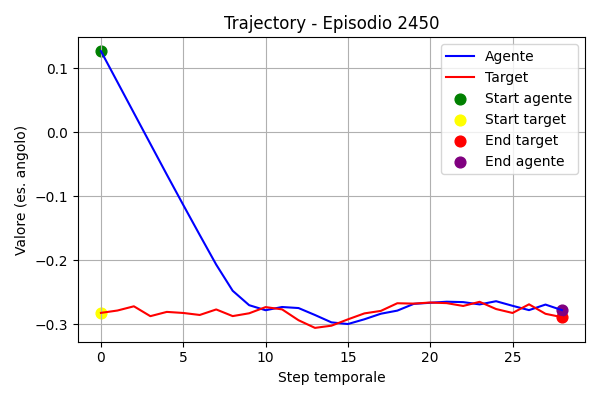 Trajectory - Episodio 2450
Agente
Target
Start agente
Start target
End target
End agente
Valore (es. angolo)
0.1
0.0
−0.1
−0.2
−0.3
0 5 10 15 20 25
Step temporale